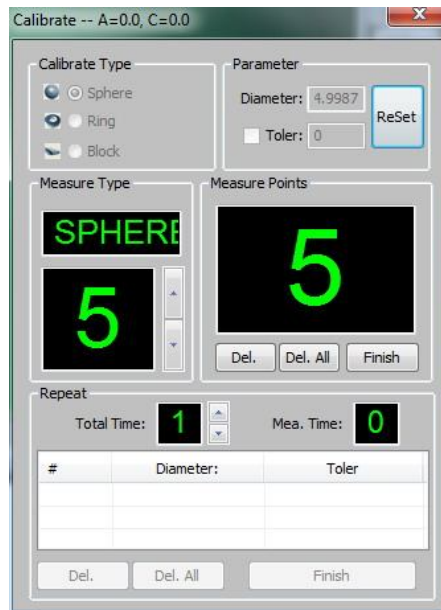 Calibrate -- A=0.0, C=0.0
X
Calibrate Type
Sphere
Ring
Block
Parameter
Diameter: 4.9987
Toler: 0
ReSet
Measure Type
SPHERE
5
Measure Points
5
Del. Del. All Finish
Repeat
Total Time: 1 Mea. Time: 0
# Diameter: Toler
Del. Del. All Finish